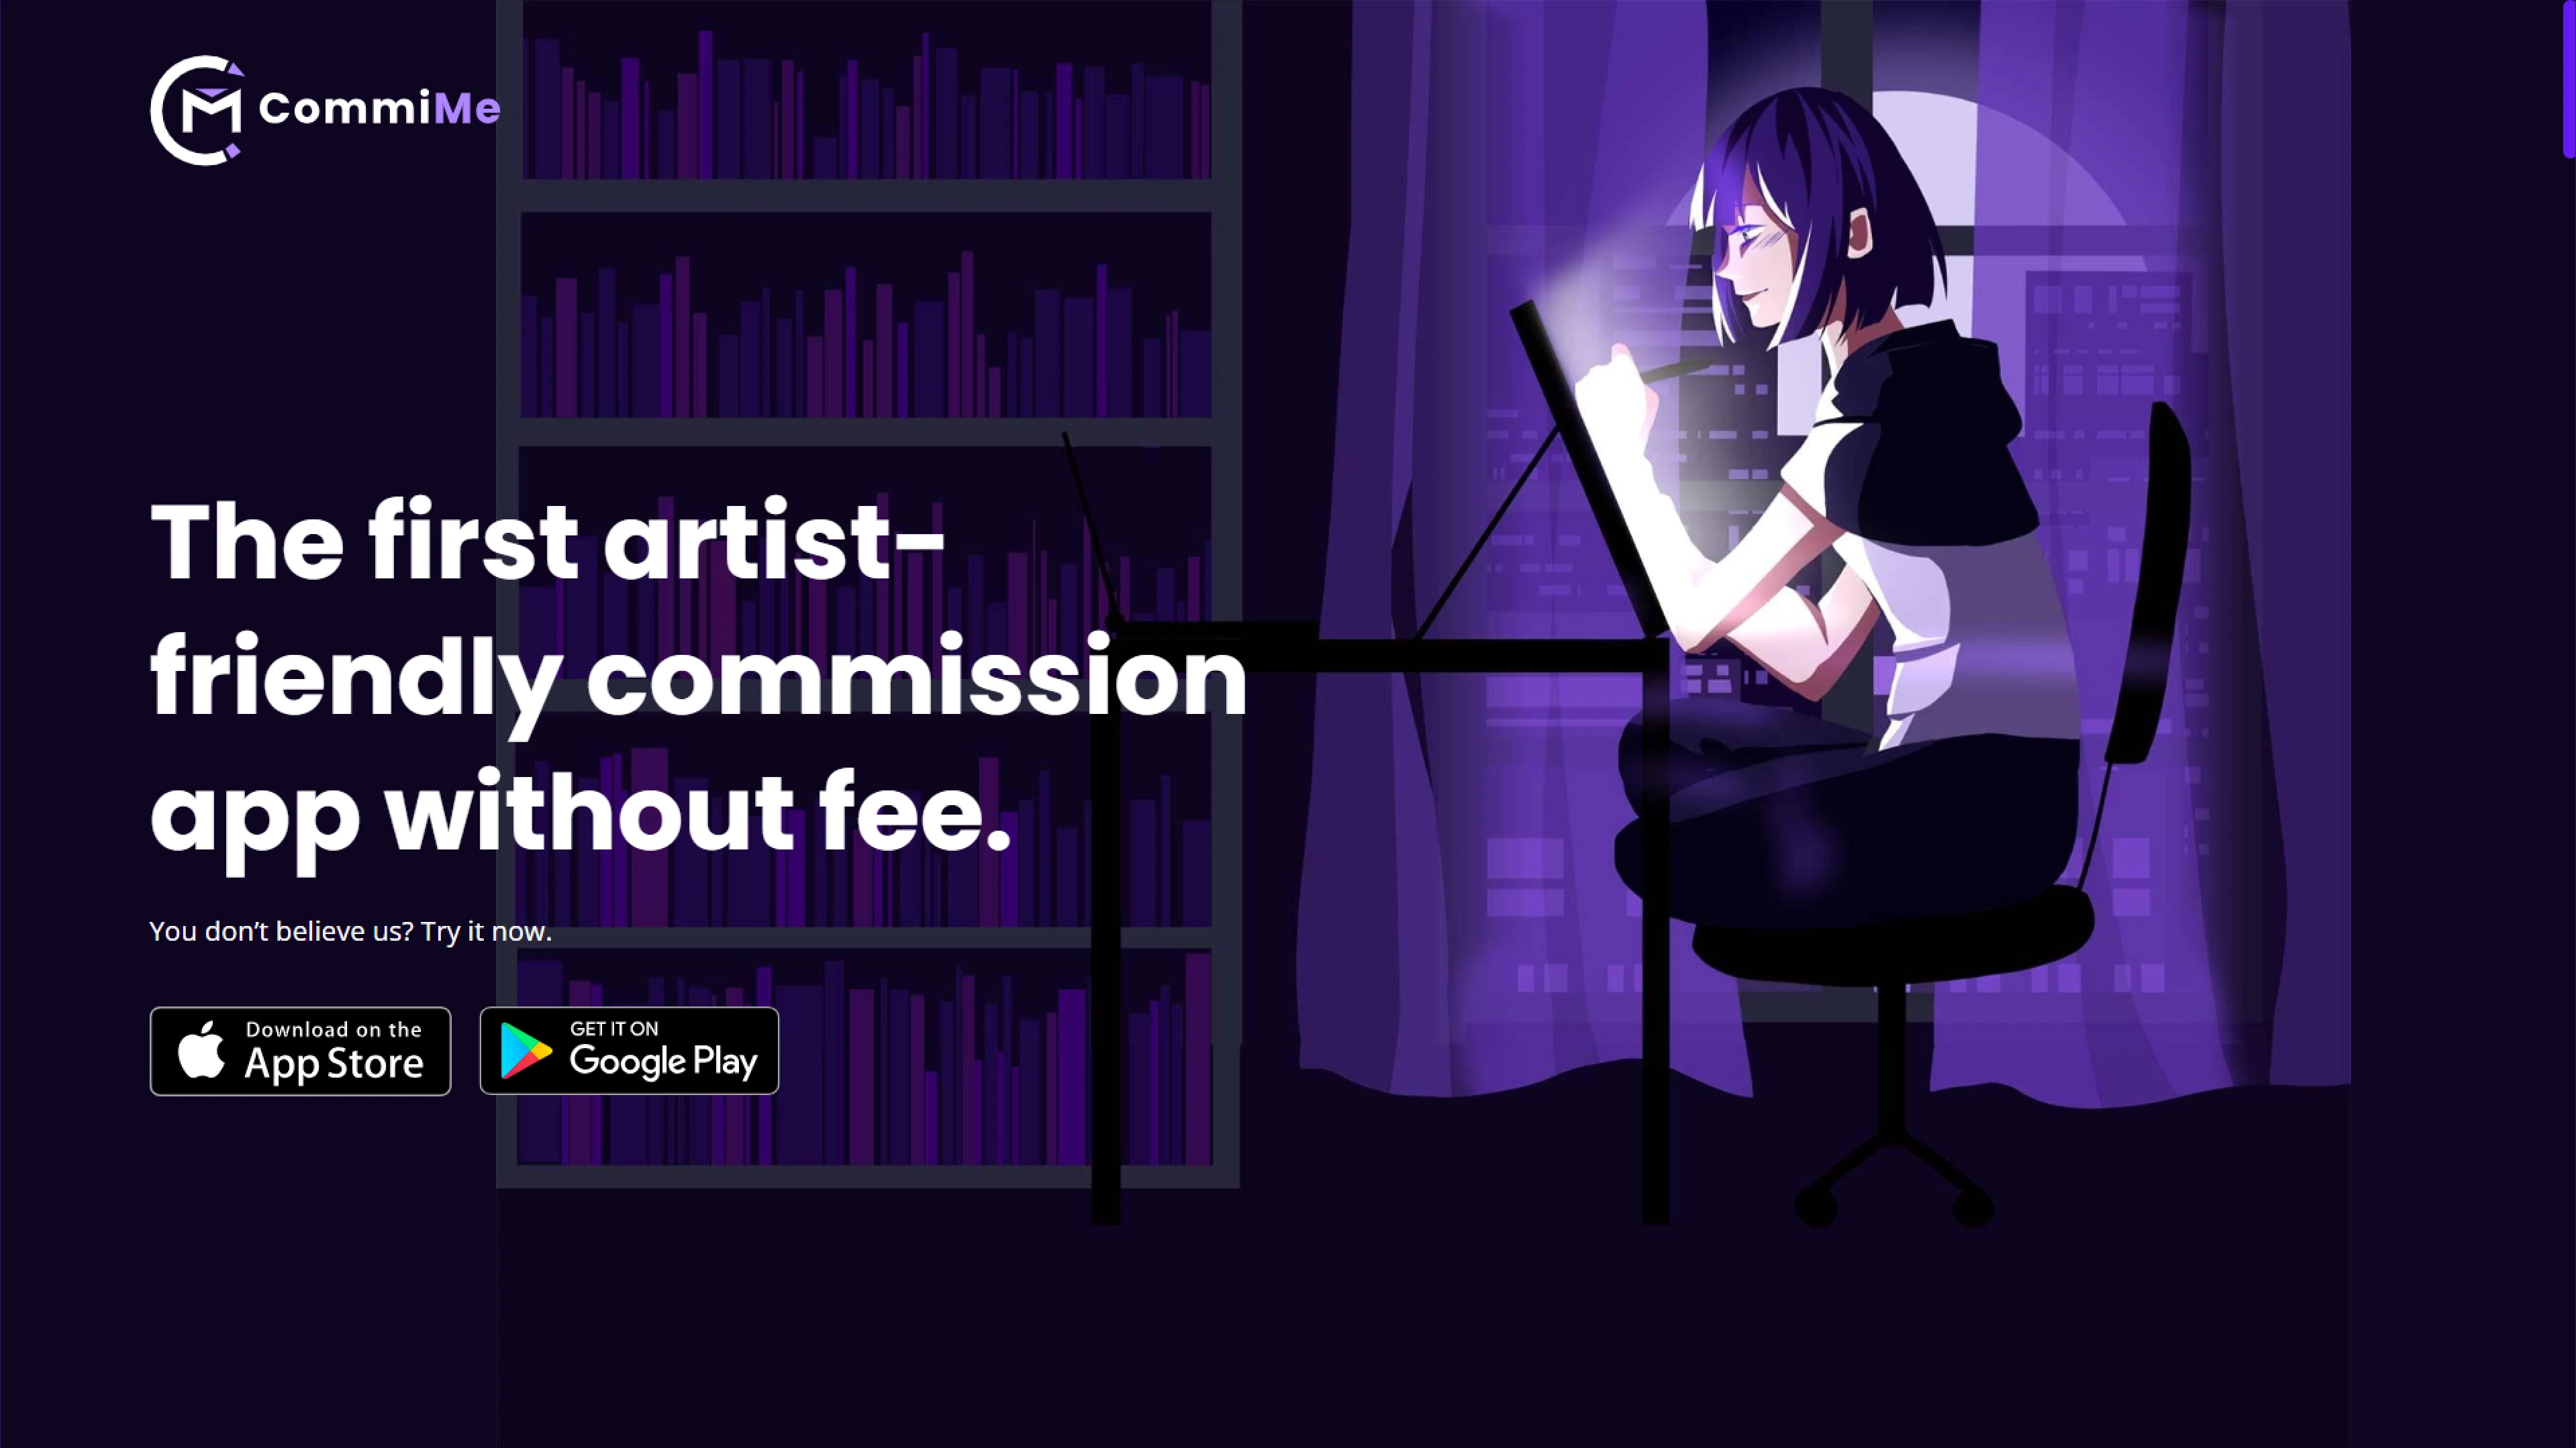 CommiMe
The first artist-
friendly commission
app without fee.
You don’t believe us? Try it now.
Download on the
App Store
GET IT ON
Google Play